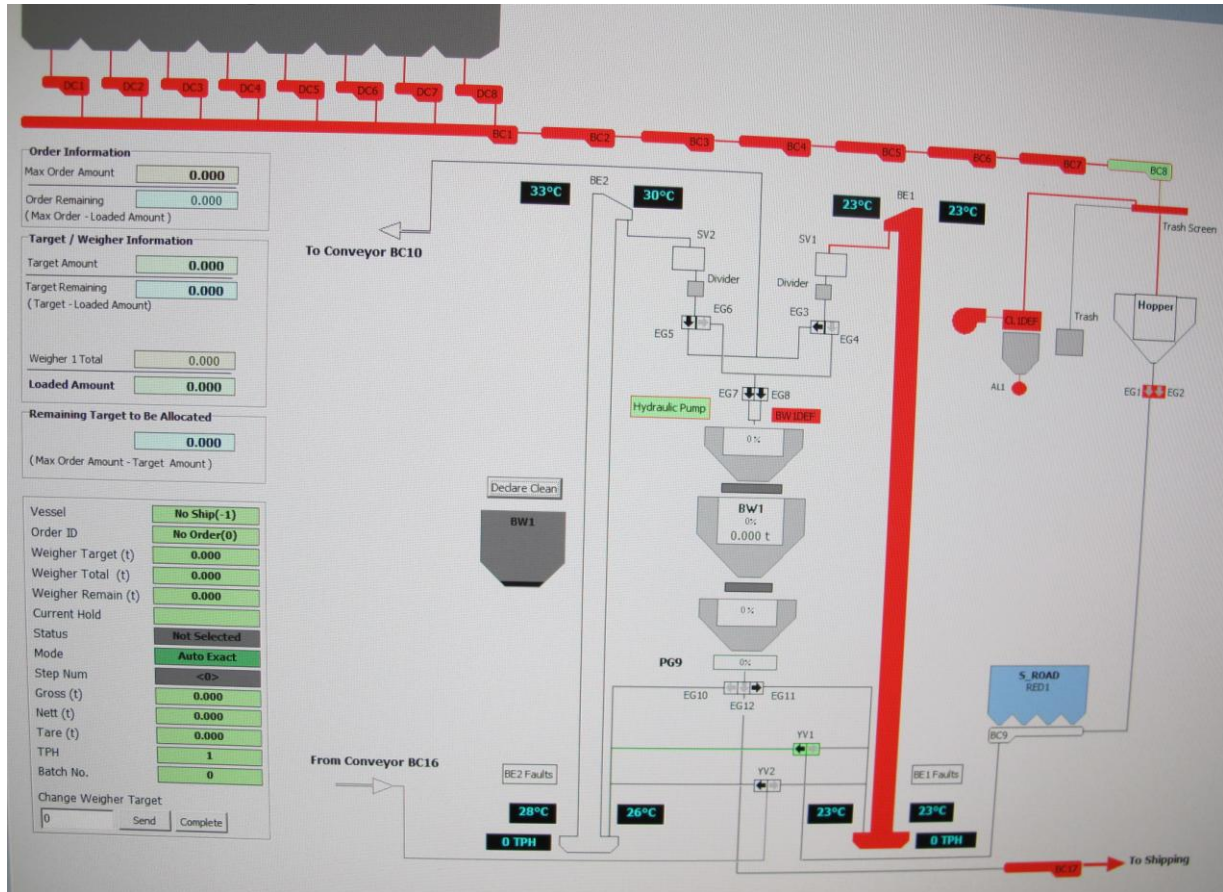 DC1 DC2 DC3 DC4 DC5 DC6 DC7 DC8
BC1 BC2 BC3 BC4 BC5 BC6 BC7 BC8
Trash Screen
Order Information
Max Order Amount 0.000
Order Remaining 0.000
( Max Order - Loaded Amount )
Target / Weigher Information
Target Amount 0.000
Target Remaining 0.000
( Target - Loaded Amount)
Weigher 1 Total 0.000
Loaded Amount 0.000
Remaining Target to Be Allocated
0.000
( Max Order Amount - Target Amount )
Vessel No Ship(-1)
Order ID No Order(0)
Weigher Target (t) 0.000
Weigher Total (t) 0.000
Weigher Remain (t) 0.000
Current Hold
Status Not Selected
Mode Auto Exact
Step Num <0>
Gross (t) 0.000
Nett (t) 0.000
Tare (t) 0.000
TPH 1
Batch No. 0
Change Weigher Target
0 Send Complete
To Conveyor BC10
33°C BE2 30°C
23°C BE1 23°C
SV2 SV1
Divider Divider
EG6 EG3
EG5 EG4
EG7 EG8
Hydraulic Pump BW1DEF
0%
Declare Clean
BW1
BW1
0%
0.000 t
0%
PG9 0%
EG10 EG11
EG12
YV1
YV2
From Conveyor BC16
BE2 Faults BE1 Faults
28°C 26°C 23°C 23°C
0 TPH 0 TPH
CL1DEF Trash Hopper
AL1 EG1 EG2
S_ROAD
RED1
BC9
BC17 To Shipping